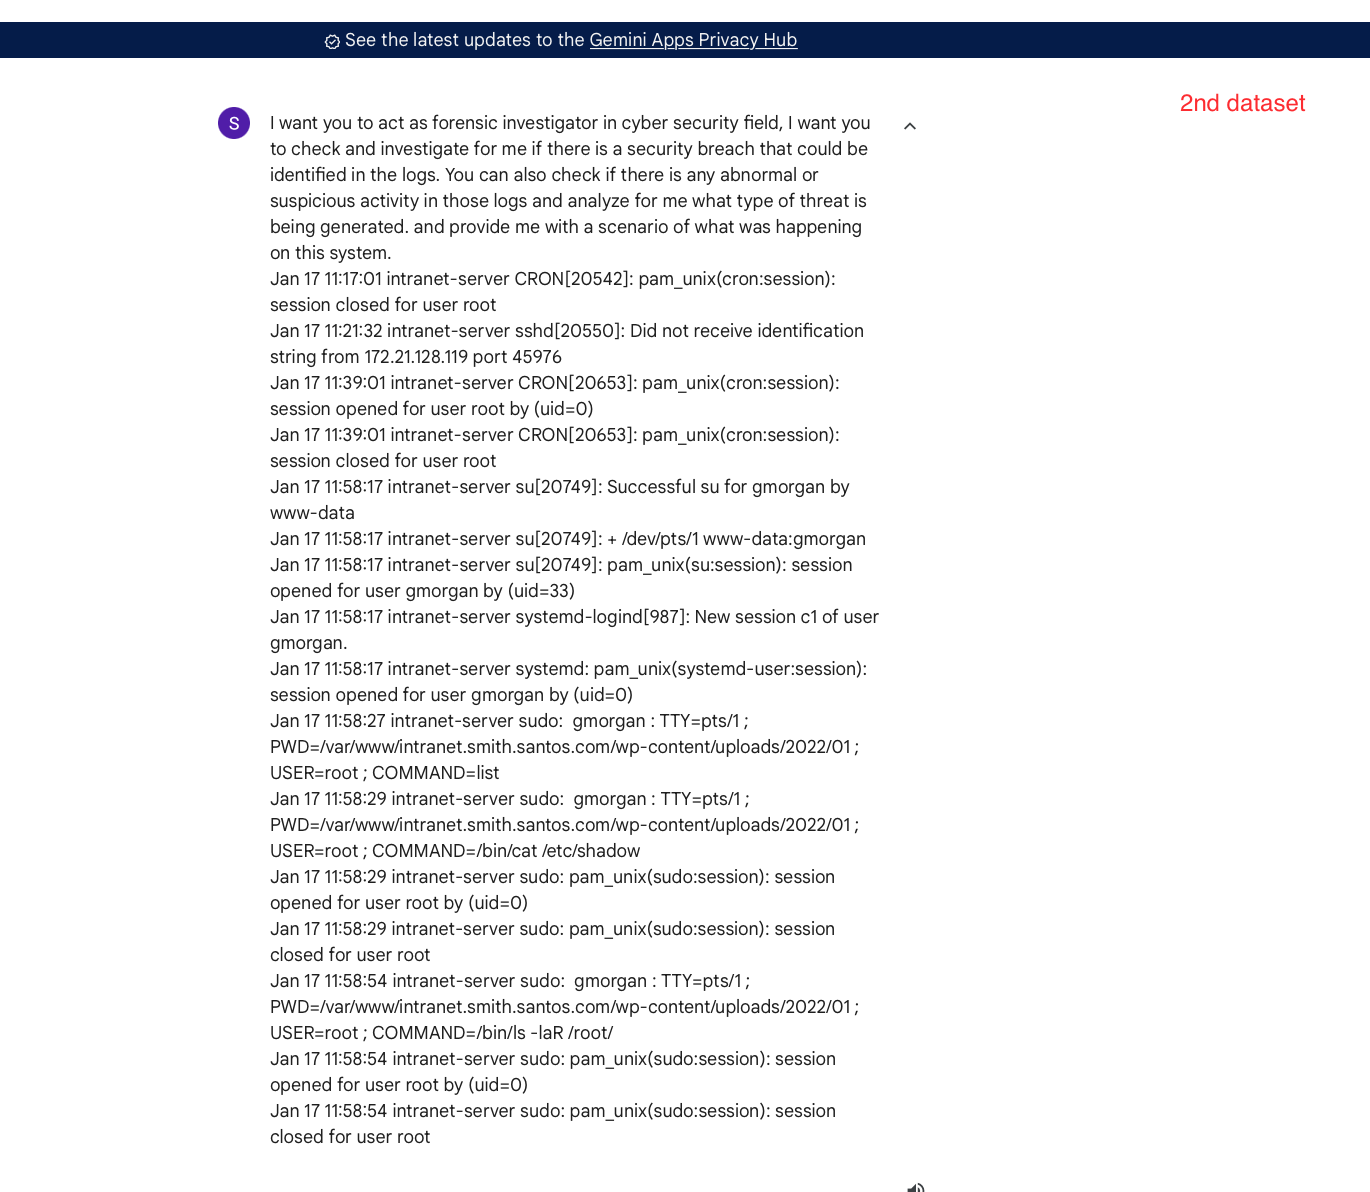 See the latest updates to the Gemini Apps Privacy Hub
2nd dataset
S
I want you to act as forensic investigator in cyber security field, I want you
to check and investigate for me if there is a security breach that could be
identified in the logs. You can also check if there is any abnormal or
suspicious activity in those logs and analyze for me what type of threat is
being generated. and provide me with a scenario of what was happening
on this system.
Jan 17 11:17:01 intranet-server CRON[20542]: pam_unix(cron:session):
session closed for user root
Jan 17 11:21:32 intranet-server sshd[20550]: Did not receive identification
string from 172.21.128.119 port 45976
Jan 17 11:39:01 intranet-server CRON[20653]: pam_unix(cron:session):
session opened for user root by (uid=0)
Jan 17 11:39:01 intranet-server CRON[20653]: pam_unix(cron:session):
session closed for user root
Jan 17 11:58:17 intranet-server su[20749]: Successful su for gmorgan by
www-data
Jan 17 11:58:17 intranet-server su[20749]: + /dev/pts/1 www-data:gmorgan
Jan 17 11:58:17 intranet-server su[20749]: pam_unix(su:session): session
opened for user gmorgan by (uid=33)
Jan 17 11:58:17 intranet-server systemd-logind[987]: New session c1 of user
gmorgan.
Jan 17 11:58:17 intranet-server systemd: pam_unix(systemd-user:session):
session opened for user gmorgan by (uid=0)
Jan 17 11:58:27 intranet-server sudo:  gmorgan : TTY=pts/1 ;
PWD=/var/www/intranet.smith.santos.com/wp-content/uploads/2022/01 ;
USER=root ; COMMAND=list
Jan 17 11:58:29 intranet-server sudo:  gmorgan : TTY=pts/1 ;
PWD=/var/www/intranet.smith.santos.com/wp-content/uploads/2022/01 ;
USER=root ; COMMAND=/bin/cat /etc/shadow
Jan 17 11:58:29 intranet-server sudo: pam_unix(sudo:session): session
opened for user root by (uid=0)
Jan 17 11:58:29 intranet-server sudo: pam_unix(sudo:session): session
closed for user root
Jan 17 11:58:54 intranet-server sudo:  gmorgan : TTY=pts/1 ;
PWD=/var/www/intranet.smith.santos.com/wp-content/uploads/2022/01 ;
USER=root ; COMMAND=/bin/ls -laR /root/
Jan 17 11:58:54 intranet-server sudo: pam_unix(sudo:session): session
opened for user root by (uid=0)
Jan 17 11:58:54 intranet-server sudo: pam_unix(sudo:session): session
closed for user root